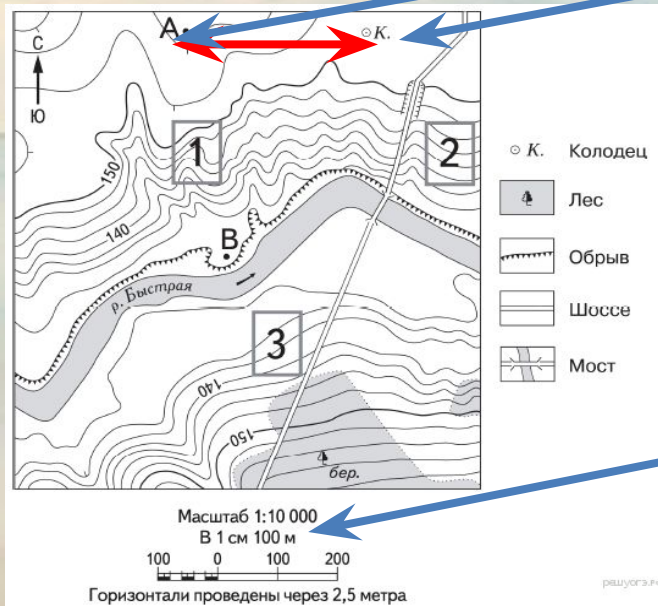 А
К.
С
Ю
1
2
150
140
В
р. Быстрая
3
140
150
бер.
К. Колодец
Лес
Обрыв
Шоссе
Мост
Масштаб 1:10 000
В 1 см 100 м
100 0 100 200
Горизонтали проведены через 2,5 метра